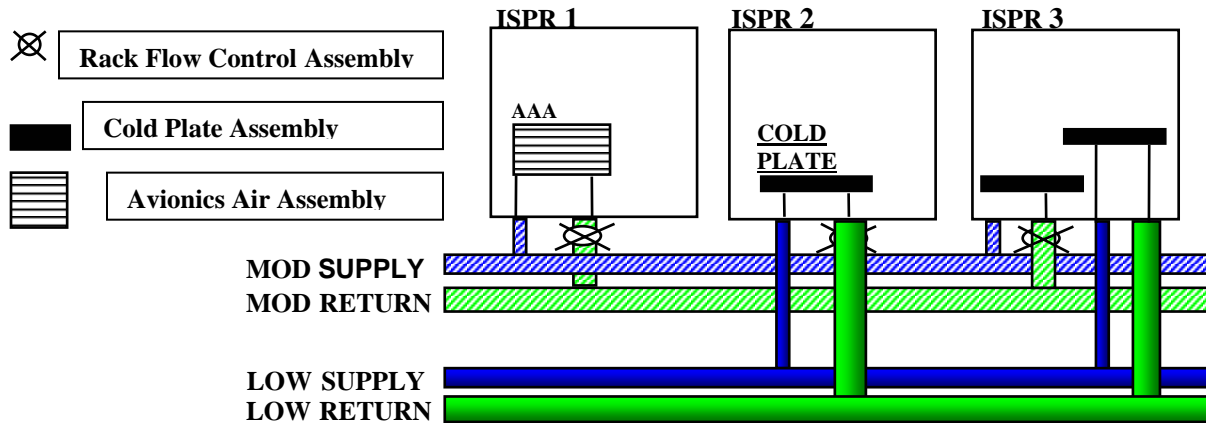 ISPR 1
ISPR 2
ISPR 3
Rack Flow Control Assembly
Cold Plate Assembly
Avionics Air Assembly
AAA
COLD
PLATE
MOD SUPPLY
MOD RETURN
LOW SUPPLY
LOW RETURN